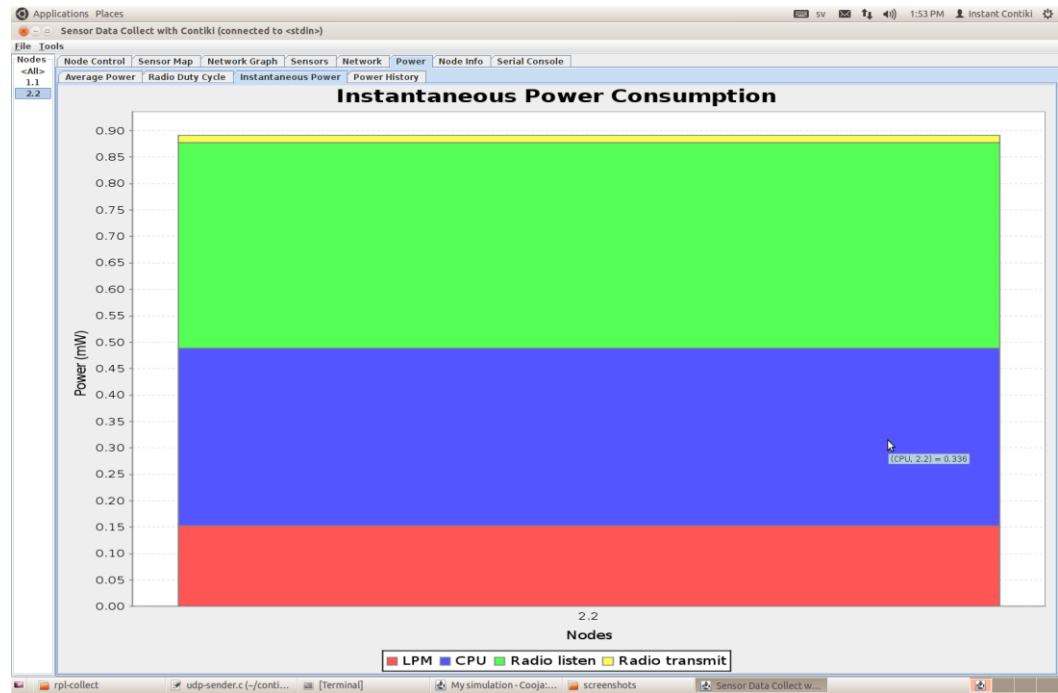 Applications Places sv 1:53 PM Instant Contiki
Sensor Data Collect with Contiki (connected to <stdin>)
File Tools
Nodes Node Control Sensor Map Network Graph Sensors Network Power Node Info Serial Console
<All> Average Power Radio Duty Cycle Instantaneous Power Power History
1.1
2.2
Instantaneous Power Consumption
0.90
0.85
0.80
0.75
0.70
0.65
0.60
0.55
0.50
0.45
0.40
0.35
0.30
0.25
0.20
0.15
0.10
0.05
0.00
Power (mW)
(CPU, 2.2) = 0.336
2.2
Nodes
LPM CPU Radio listen Radio transmit
rpl-collect udp-sender.c (~/conti... [Terminal] My simulation - Cooja:... screenshots Sensor Data Collect w...